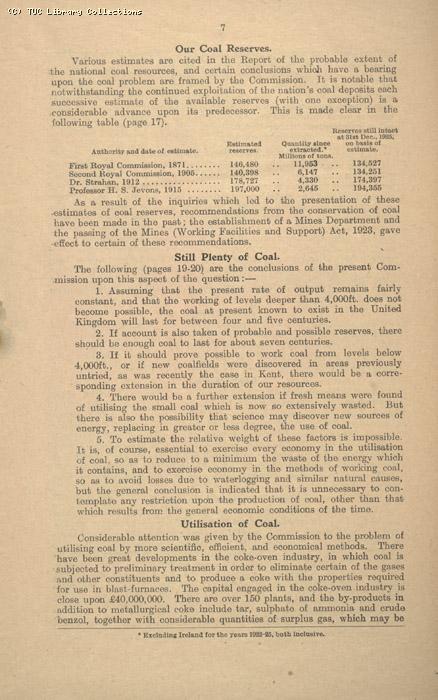 (C) TUC Library Collections
7
Our Coal Reserves.
Various estimates are cited in the Report of the probable extent of
the national coal resources, and certain conclusions which have a bearing
upon the coal problem are framed by the Commission. It is notable that
notwithstanding the continued exploitation of the nation's coal deposits each
successive estimate of the available reserves (with one exception) is a
considerable advance upon its predecessor. This is made clear in the
following table (page 17).
Authority and date of estimate. Estimated reserves. Quantity since extracted.* Reserves still intact at 31st Dec., 1925, on basis of estimate.
Millions of tons.
First Royal Commission, 1871........ 146,480 .. 11,953 .. 134,527
Second Royal Commission, 1905...... 140,398 .. 6,147 .. 134,251
Dr. Strahan, 1912 ................ 178,727 .. 4,330 .. 174,397
Professor H. S. Jevons, 1915 ........ 197,000 .. 2,645 .. 194,355
As a result of the inquiries which led to the presentation of these
estimates of coal reserves, recommendations from the conservation of coal
have been made in the past; the establishment of a Mines Department and
the passing of the Mines (Working Facilities and Support) Act, 1923, gave
effect to certain of these recommendations.
Still Plenty of Coal.
The following (pages 19-20) are the conclusions of the present Com-
mission upon this aspect of the question:—
1. Assuming that the present rate of output remains fairly
constant, and that the working of levels deeper than 4,000ft. does not
become possible, the coal at present known to exist in the United
Kingdom will last for between four and five centuries.
2. If account is also taken of probable and possible reserves, there
should be enough coal to last for about seven centuries.
3. If it should prove possible to work coal from levels below
4,000ft., or if new coalfields were discovered in areas previously
untried, as was recently the case in Kent, there would be a corre-
sponding extension in the duration of our resources.
4. There would be a further extension if fresh means were found
of utilising the small coal which is now so extensively wasted. But
there is also the possibility that science may discover new sources of
energy, replacing in greater or less degree, the use of coal.
5. To estimate the relative weight of these factors is impossible.
It is, of course, essential to exercise every economy in the utilisation
of coal, so as to reduce to a minimum the waste of the energy which
it contains, and to exercise economy in the methods of working coal,
so as to avoid losses due to waterlogging and similar natural causes,
but the general conclusion is indicated that it is unnecessary to con-
template any restriction upon the production of coal, other than that
which results from the general economic conditions of the time.
Utilisation of Coal.
Considerable attention was given by the Commission to the problem of
utilising coal by more scientific, efficient, and economical methods. There
have been great developments in the coke-oven industry, in which coal is
subjected to preliminary treatment in order to eliminate certain of the gases
and other constituents and to produce a coke with the properties required
for use in blast-furnaces. The capital engaged in the coke-oven industry is
close upon £40,000,000. There are over 150 plants, and the by-products in
addition to metallurgical coke include tar, sulphate of ammonia and crude
benzol, together with considerable quantities of surplus gas, which may be
* Excluding Ireland for the years 1922-25, both inclusive.